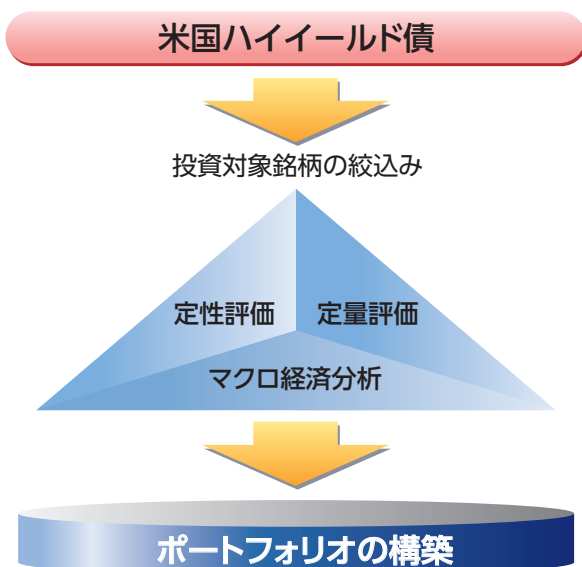 米国ハイイールド債
投資対象銘柄の絞込み
定性評価
定量評価
マクロ経済分析
ポートフォリオの構築